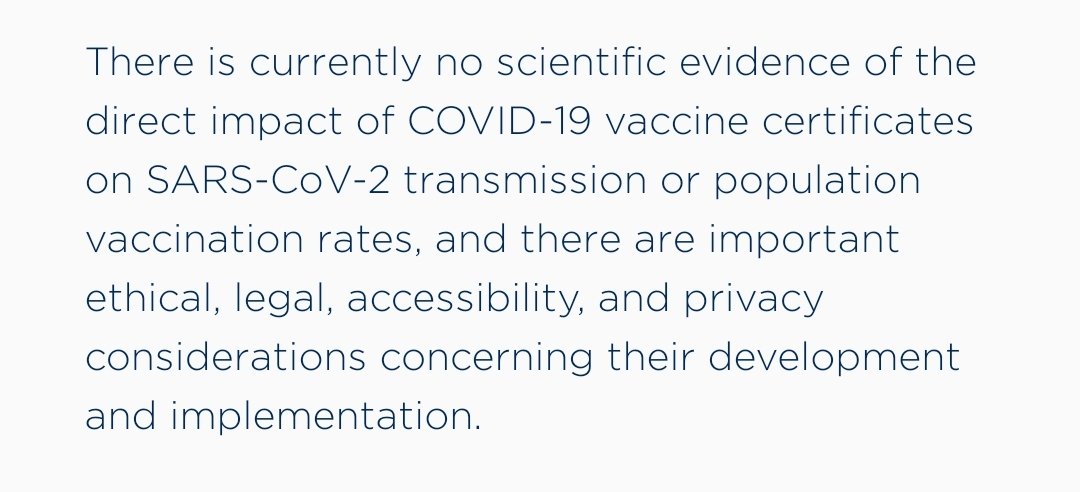 There is currently no scientific evidence of the
direct impact of COVID-19 vaccine certificates
on SARS-CoV-2 transmission or population
vaccination rates, and there are important
ethical, legal, accessibility, and privacy
considerations concerning their development
and implementation.